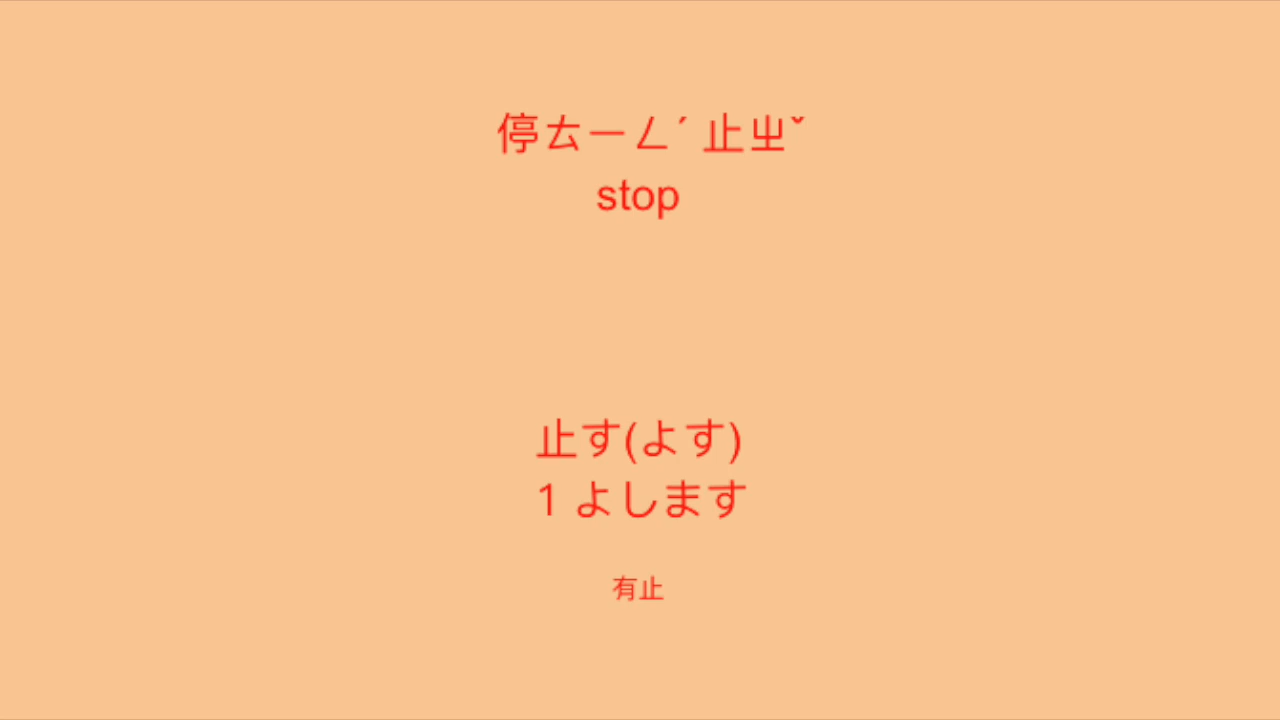 停ㄊㄧㄥˊ 止ㄓˇ
stop
止す(よす)
1 よします
有止